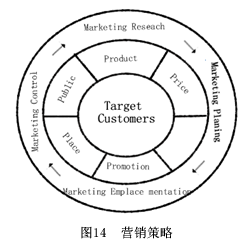 Marketing Reseach
Marketing Planing
Marketing Emplace mentation
Marketing Control
Product
Price
Promotion
Place
Public
Target
Customers
图14 营销策略